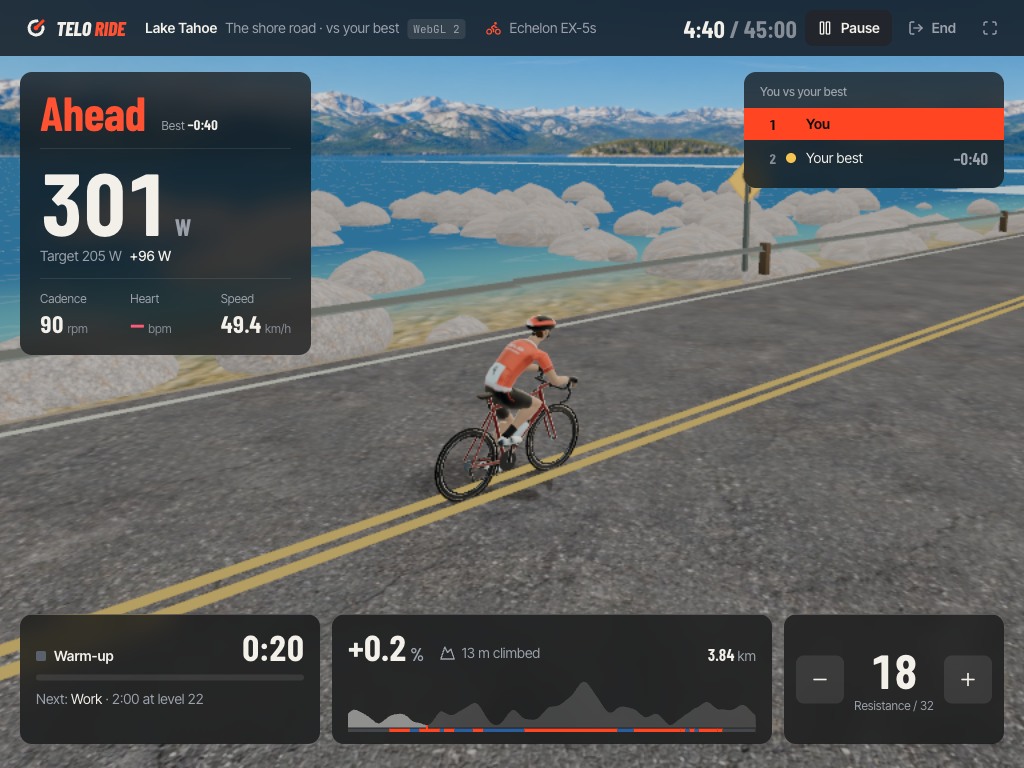 TELO RIDE Lake Tahoe The shore road · vs your best WebGL 2 Echelon EX-5s 4:40 / 45:00 Pause End
Ahead Best −0:40
301 W
Target 205 W +96 W
Cadence Heart Speed
90 rpm — bpm 49.4 km/h
You vs your best
1 You
2 Your best −0:40
Warm-up 0:20
Next: Work · 2:00 at level 22
+0.2 % 13 m climbed 3.84 km
− 18 +
Resistance / 32